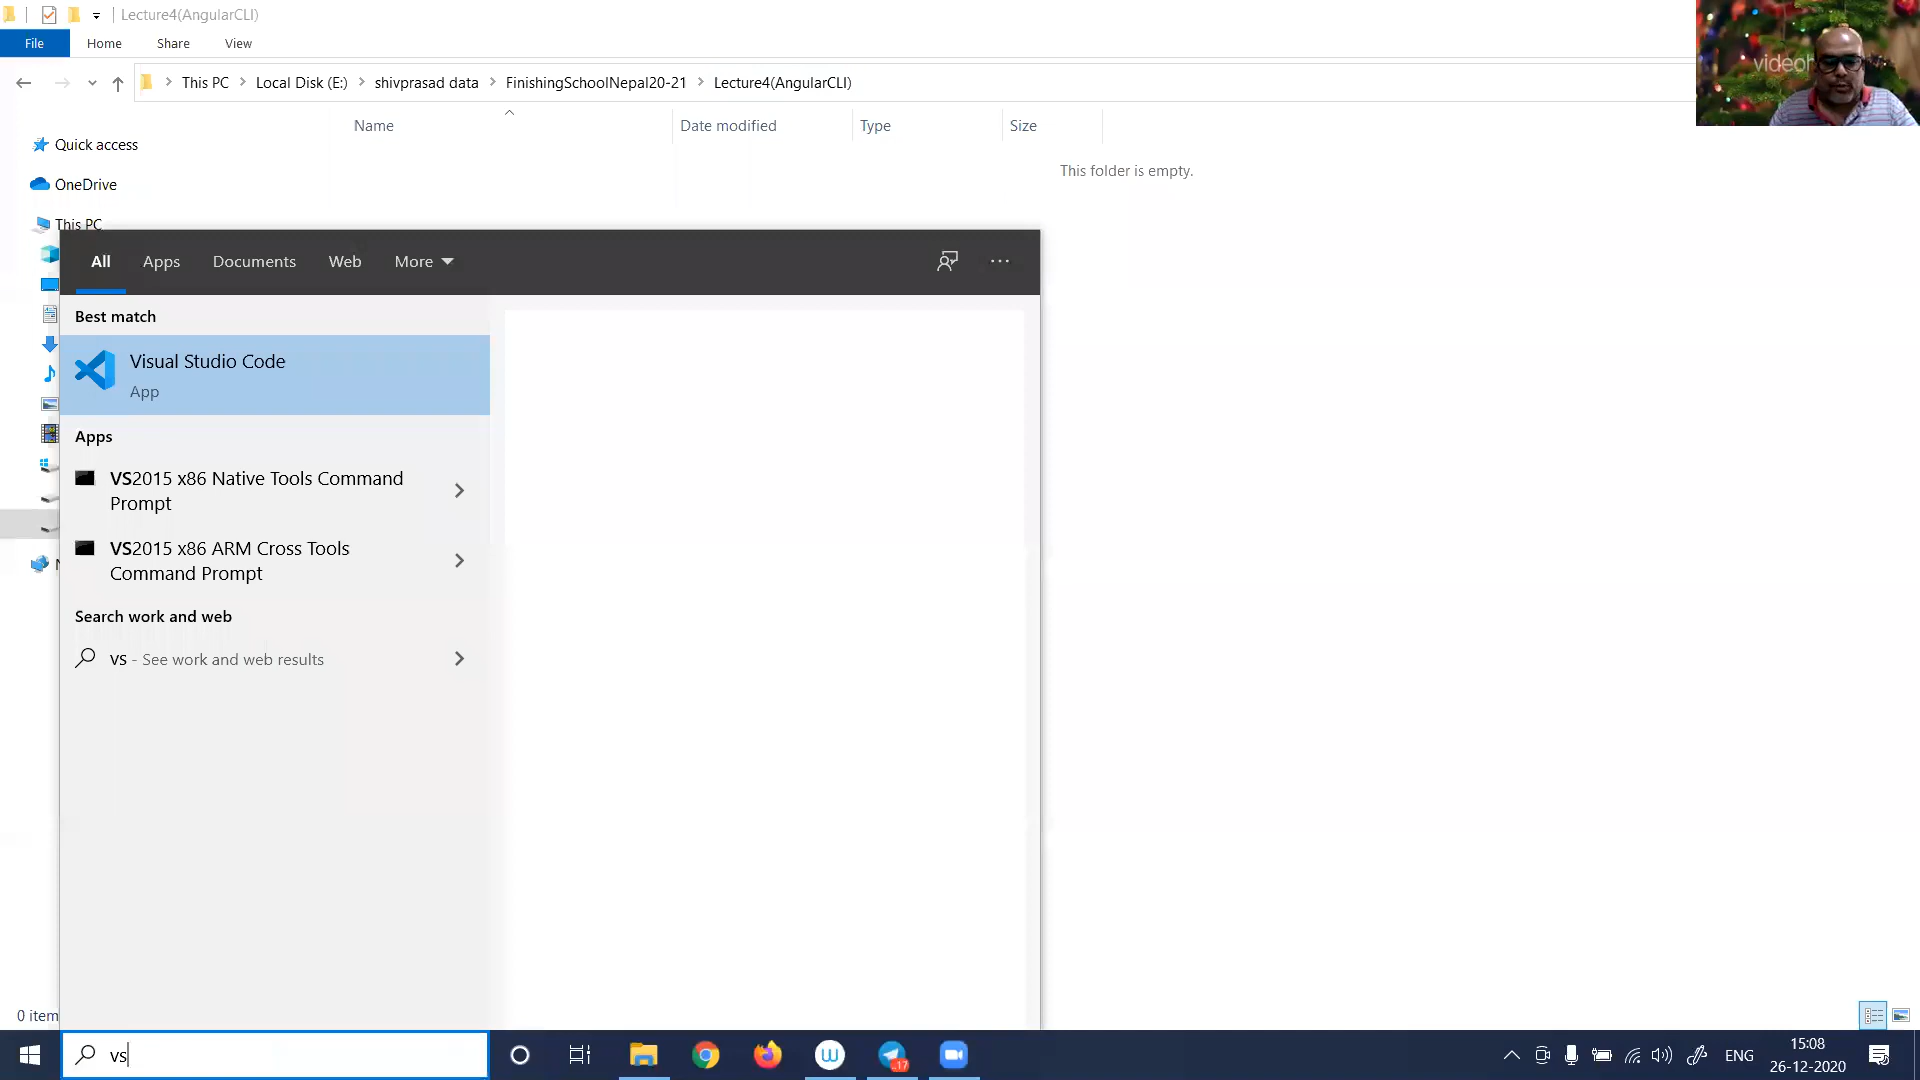 Lecture4(AngularCLI)
File Home Share View
This PC Local Disk (E:) shivprasad data FinishingSchoolNepal20-21 Lecture4(AngularCLI)
Name Date modified Type Size
This folder is empty.
Quick access
OneDrive
This PC
All Apps Documents Web More
Best match
Visual Studio Code
App
Apps
VS2015 x86 Native Tools Command
Prompt
VS2015 x86 ARM Cross Tools
Command Prompt
Search work and web
vs - See work and web results
0 item
vs
17
ENG
15:08
26-12-2020